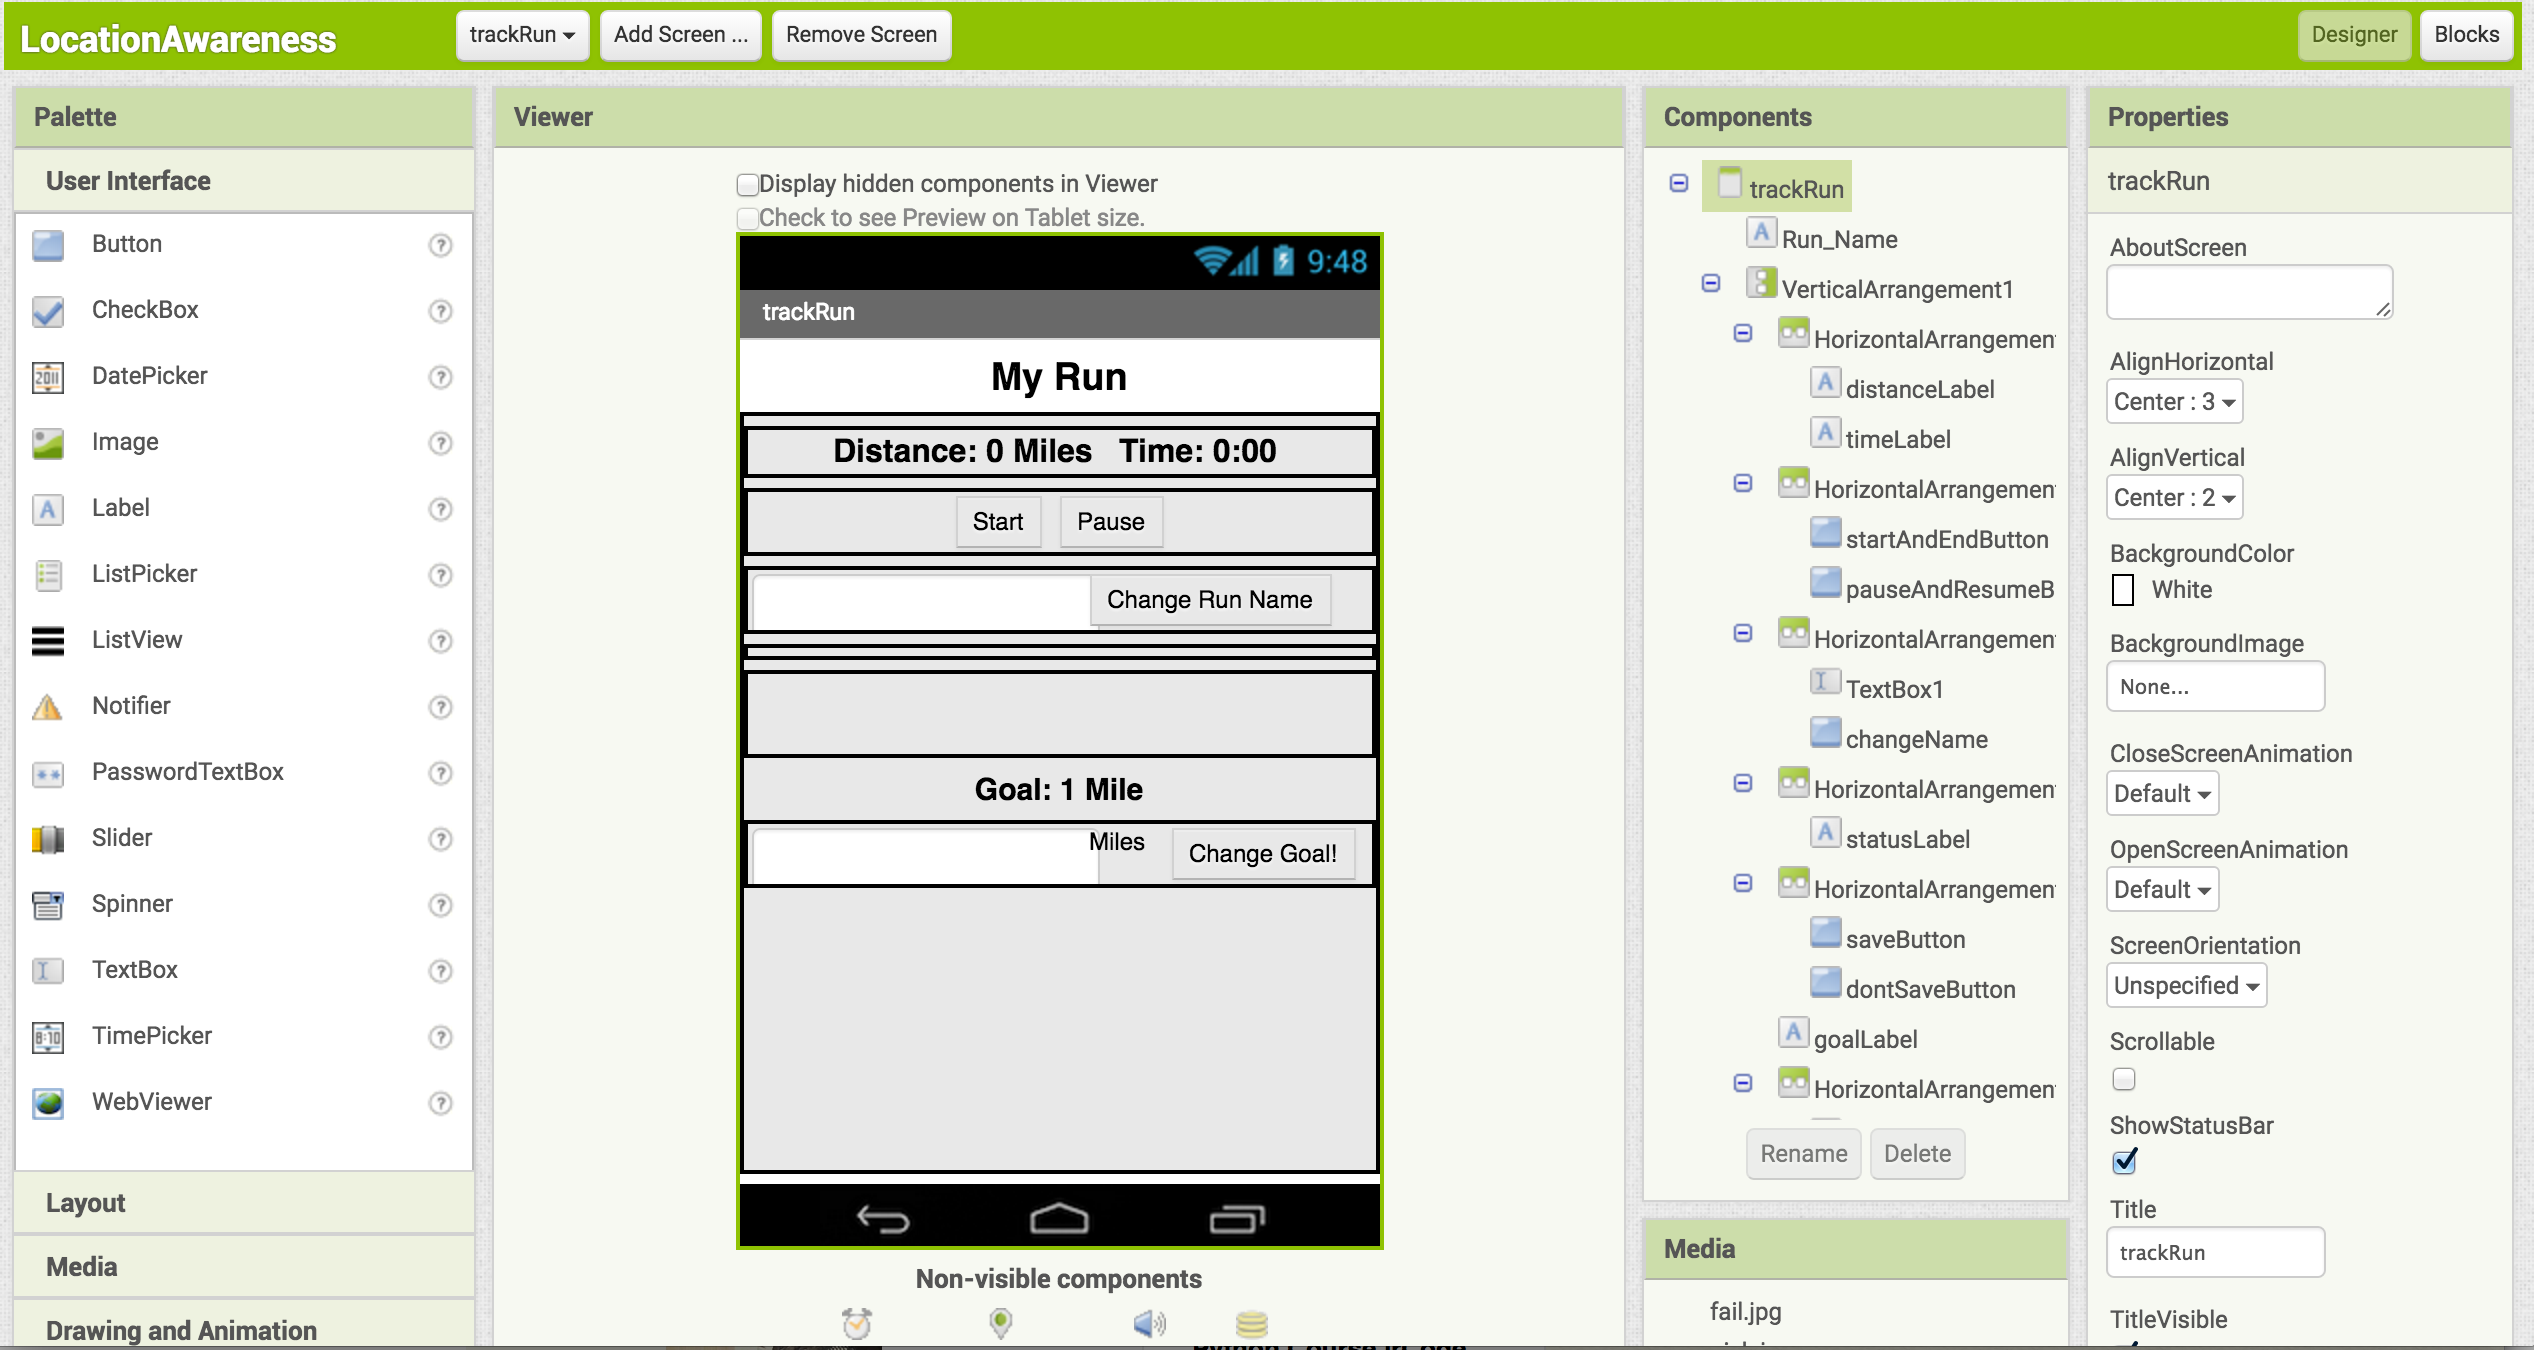 LocationAwareness
trackRun
Add Screen ...
Remove Screen
Designer
Blocks
Palette
User Interface
Button
CheckBox
DatePicker
Image
Label
ListPicker
ListView
Notifier
PasswordTextBox
Slider
Spinner
TextBox
TimePicker
WebViewer
Layout
Media
Drawing and Animation
Viewer
Display hidden components in Viewer
Check to see Preview on Tablet size.
9:48
trackRun
My Run
Distance: 0 Miles Time: 0:00
Start Pause
Change Run Name
Goal: 1 Mile
Miles Change Goal!
Non-visible components
Components
trackRun
Run_Name
VerticalArrangement1
HorizontalArrangemen
distanceLabel
timeLabel
HorizontalArrangemen
startAndEndButton
pauseAndResumeB
HorizontalArrangemen
TextBox1
changeName
HorizontalArrangemen
statusLabel
HorizontalArrangemen
saveButton
dontSaveButton
goalLabel
HorizontalArrangemen
Rename Delete
Media
fail.jpg
Properties
trackRun
AboutScreen
AlignHorizontal
Center : 3
AlignVertical
Center : 2
BackgroundColor
White
BackgroundImage
None...
CloseScreenAnimation
Default
OpenScreenAnimation
Default
ScreenOrientation
Unspecified
Scrollable
ShowStatusBar
Title
trackRun
TitleVisible